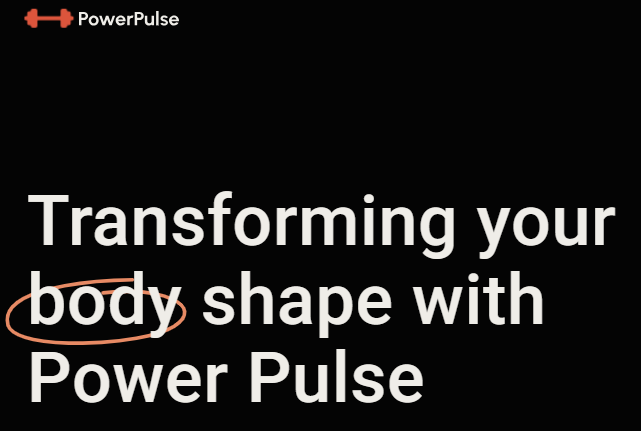 PowerPulse
Transforming your
body shape with
Power Pulse